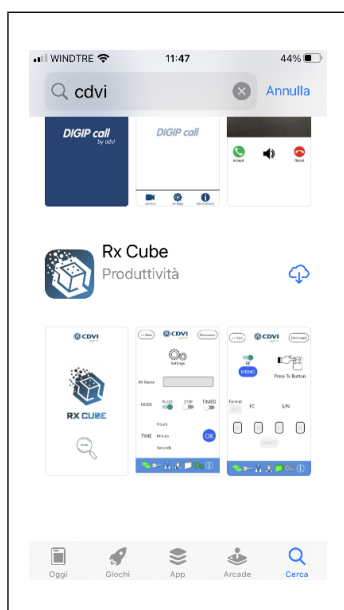 WINDTRE 11:47 44%
cdvi Annulla
DIGIP call
by cdvi
DIGIP call
Rx Cube
Produttività
CDVI
RX CUBE
CDVI
Settings
RX Name
MODE PULSE STEP TIMED
Hours
TIME Minutes OK
Seconds
CDVI
MEMO Press Tx Button
Format FC S/N
Oggi Giochi App Arcade Cerca